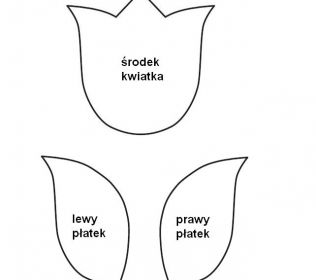 środek
kwiatka
lewy
płatek
prawy
płatek